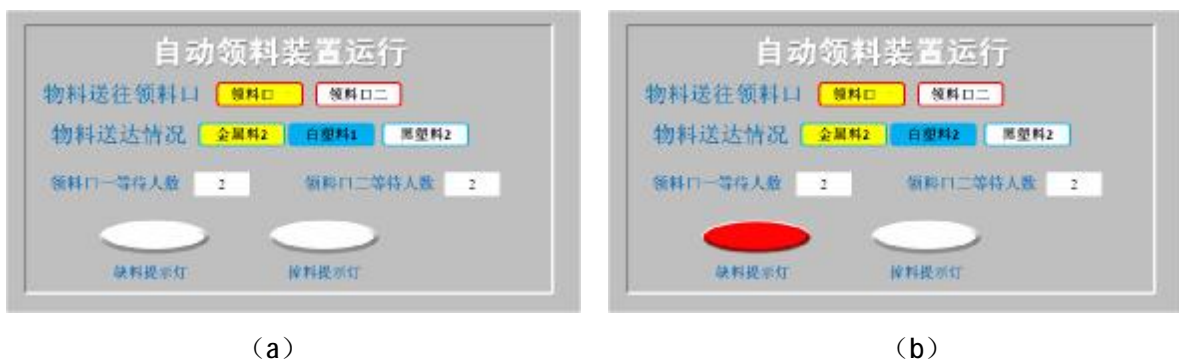 自动领料装置运行
物料送往领料口 领料口 领料口二
物料送达情况 金属料2 白塑料1 黑塑料2
领料口一等待人数 2 领料口二等待人数 2
缺料提示灯 掉料提示灯
(a)
自动领料装置运行
物料送往领料口 领料口 领料口二
物料送达情况 金属料2 白塑料2 黑塑料2
领料口一等待人数 2 领料口二等待人数 2
缺料提示灯 掉料提示灯
(b)